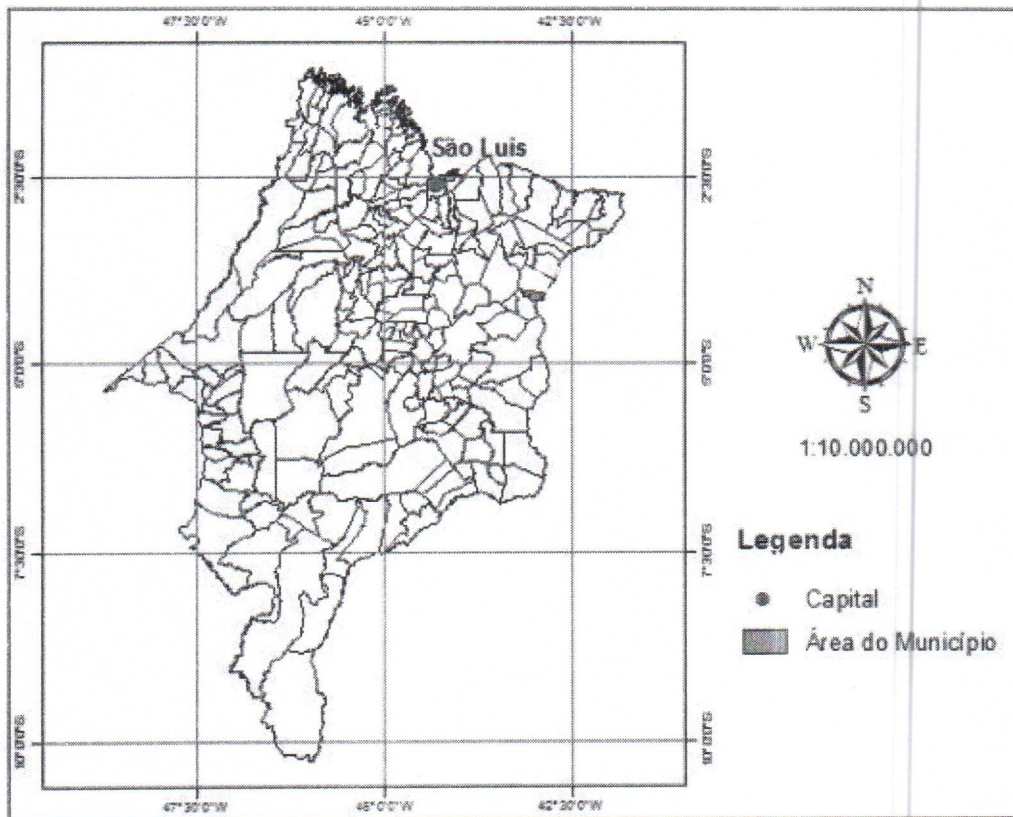 47°30'0"W 45°0'0"W 42°30'0"W
São Luis
2°30'0"S 2°30'0"S
N
W E
S
5°0'0"S 5°0'0"S
1:10.000.000
7°30'0"S 7°30'0"S
Legenda
Capital
Área do Município
10°0'0"S 10°0'0"S
47°30'0"W 45°0'0"W 42°30'0"W